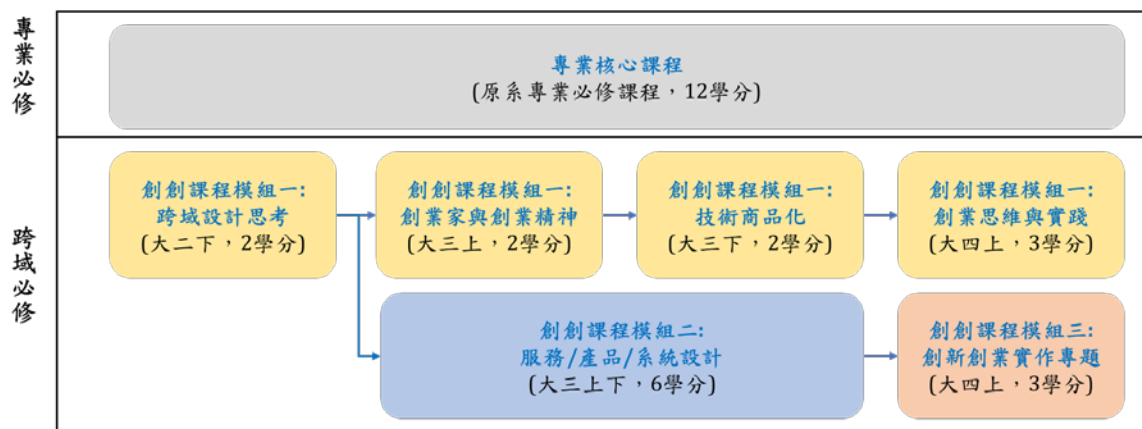 專業必修
專業核心課程
(原系專業必修課程，12學分)
跨域必修
創創課程模組一:
跨域設計思考
(大二下，2學分)
創創課程模組一:
創業家與創業精神
(大三上，2學分)
創創課程模組一:
技術商品化
(大三下，2學分)
創創課程模組一:
創業思維與實踐
(大四上，3學分)
創創課程模組二:
服務/產品/系統設計
(大三上下，6學分)
創創課程模組三:
創新創業實作專題
(大四上，3學分)